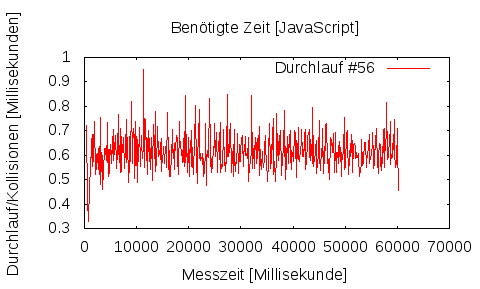 Benötigte Zeit [JavaScript]
Durchlauf/Kollisionen [Millisekunden]
Durchlauf #56
1
0.9
0.8
0.7
0.6
0.5
0.4
0.3
0 10000 20000 30000 40000 50000 60000 70000
Messzeit [Millisekunde]